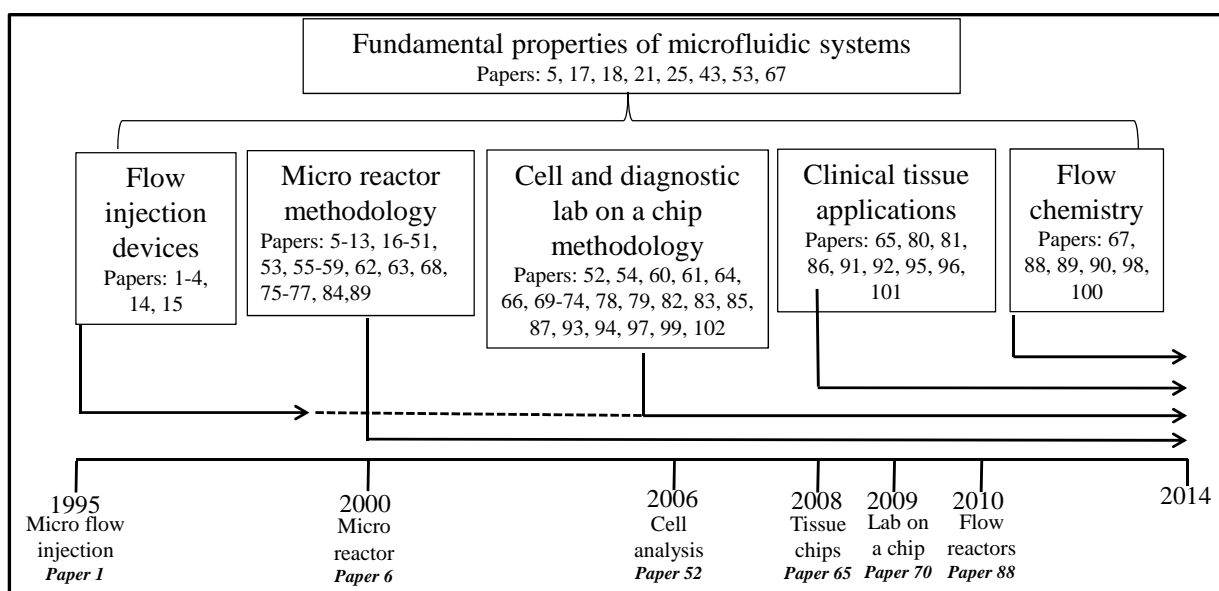 Fundamental properties of microfluidic systems
Papers: 5, 17, 18, 21, 25, 43, 53, 67
Flow
injection
devices
Papers: 1-4,
14, 15
Micro reactor
methodology
Papers: 5-13, 16-51,
53, 55-59, 62, 63, 68,
75-77, 84,89
Cell and diagnostic
lab on a chip
methodology
Papers: 52, 54, 60, 61, 64,
66, 69-74, 78, 79, 82, 83, 85,
87, 93, 94, 97, 99, 102
Clinical tissue
applications
Papers: 65, 80, 81,
86, 91, 92, 95, 96,
101
Flow
chemistry
Papers: 67,
88, 89, 90, 98,
100
1995
Micro flow
injection
Paper 1
2000
Micro
reactor
Paper 6
2006
Cell
analysis
Paper 52
2008
Tissue
chips
Paper 65
2009
Lab on
a chip
Paper 70
2010
Flow
reactors
Paper 88
2014